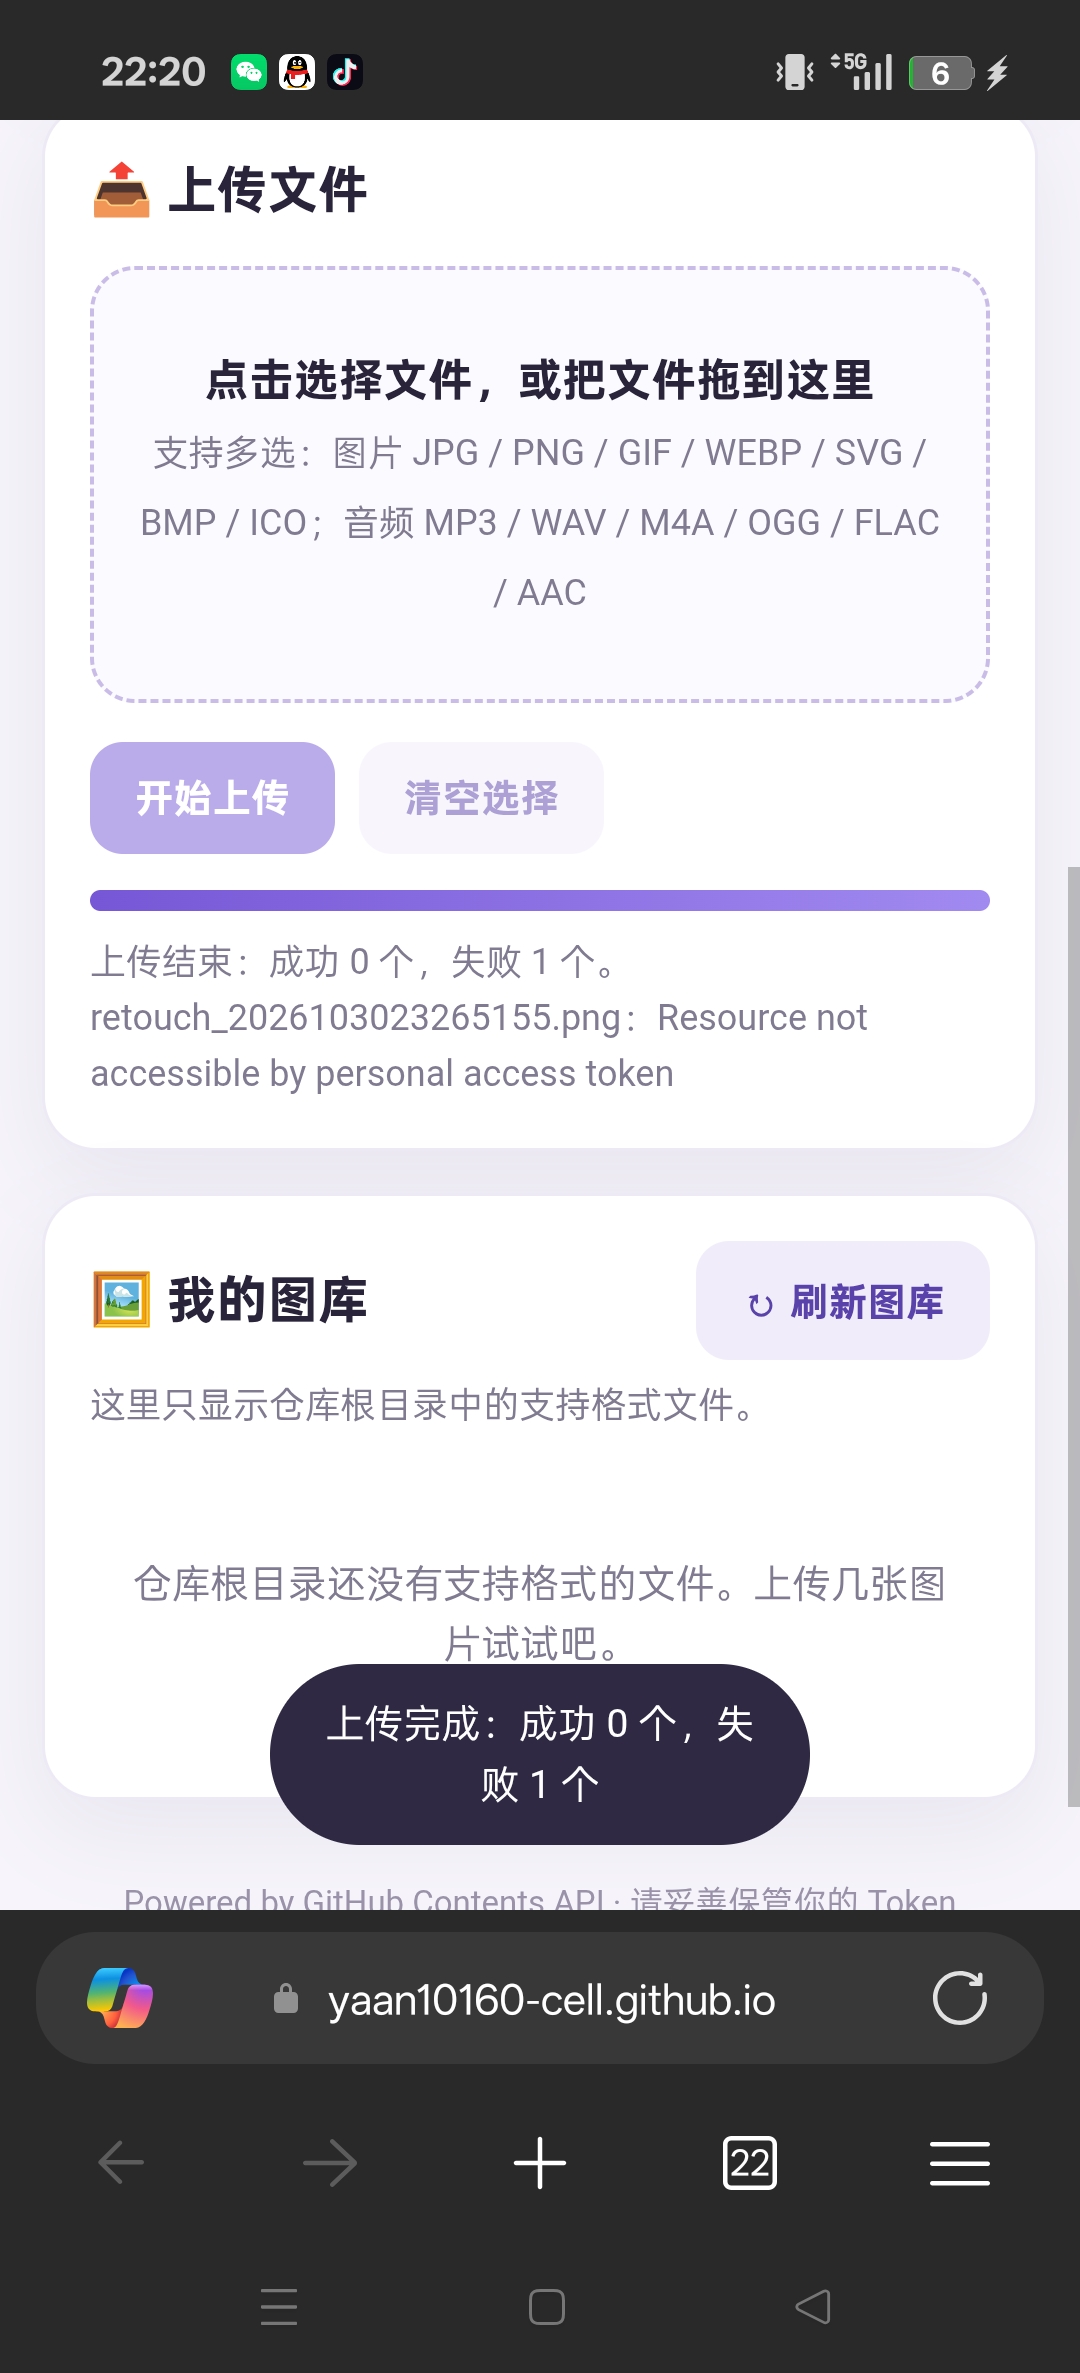 22:20
5G
6
上传文件
点击选择文件，或把文件拖到这里
支持多选：图片 JPG / PNG / GIF / WEBP / SVG /
BMP / ICO；音频 MP3 / WAV / M4A / OGG / FLAC
/ AAC
开始上传
清空选择
上传结束：成功 0 个，失败 1 个。
retouch_2026103023265155.png：Resource not
accessible by personal access token
我的图库
↻ 刷新图库
这里只显示仓库根目录中的支持格式文件。
仓库根目录还没有支持格式的文件。上传几张图
片试试吧。
上传完成：成功 0 个，失
败 1 个
Powered by GitHub Contents API · 请妥善保管你的 Token
yaan10160-cell.github.io
22